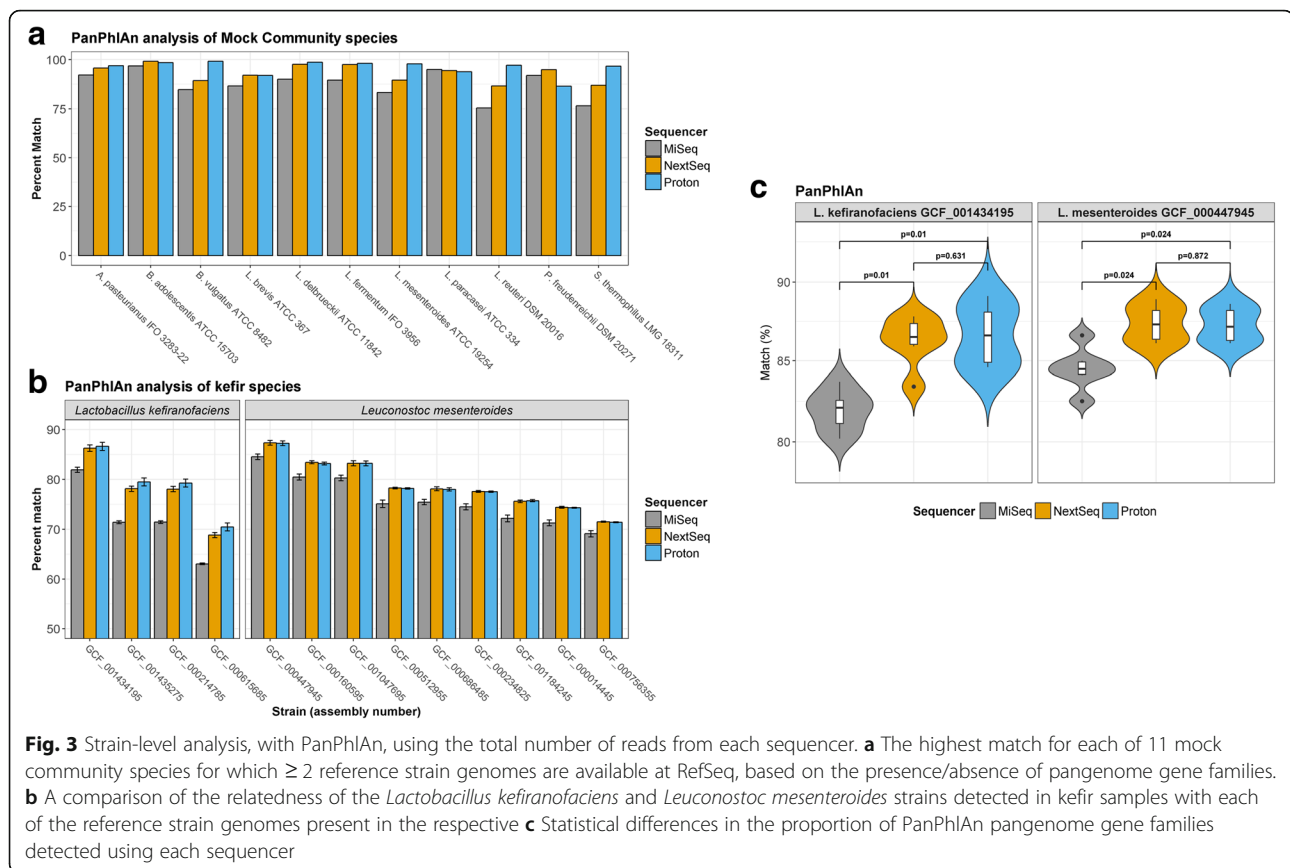 a
PanPhlAn analysis of Mock Community species
Percent Match
100
75
50
25
0
A. pasteurianus IFO 3283-22
B. adolescentis ATCC 15703
B. vulgatus ATCC 8482
L. brevis ATCC 367
L. delbrueckii ATCC 11842
L. fermentum IFO 3956
L. mesenteroides ATCC 19254
L. paracasei ATCC 334
L. reuteri DSM 20016
P. freudenreichii DSM 20271
S. thermophilus LMG 18311
Sequencer
MiSeq
NextSeq
Proton
b
PanPhlAn analysis of kefir species
Lactobacillus kefiranofaciens
Leuconostoc mesenteroides
Percent match
90
80
70
60
50
GCF_001434195
GCF_001435275
GCF_000214785
GCF_000615685
GCF_000447945
GCF_000160595
GCF_001047695
GCF_000512955
GCF_000686485
GCF_000234825
GCF_001184245
GCF_000014445
GCF_000756355
Strain (assembly number)
Sequencer
MiSeq
NextSeq
Proton
c
PanPhlAn
L. kefiranofaciens GCF_001434195
L. mesenteroides GCF_000447945
Match (%)
90
85
80
p=0.01
p=0.631
p=0.01
p=0.024
p=0.872
p=0.024
Sequencer MiSeq NextSeq Proton
Fig. 3 Strain-level analysis, with PanPhlAn, using the total number of reads from each sequencer. a The highest match for each of 11 mock
community species for which ≥ 2 reference strain genomes are available at RefSeq, based on the presence/absence of pangenome gene families.
b A comparison of the relatedness of the Lactobacillus kefiranofaciens and Leuconostoc mesenteroides strains detected in kefir samples with each
of the reference strain genomes present in the respective c Statistical differences in the proportion of PanPhlAn pangenome gene families
detected using each sequencer